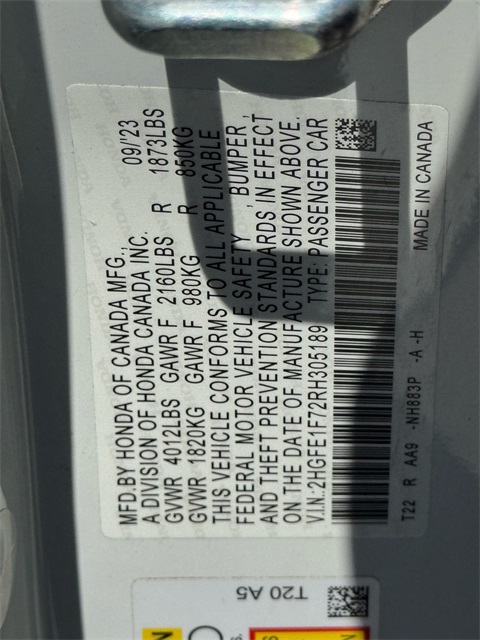 MFD.BY HONDA OF CANADA MFG., 09/'23
A DIVISION OF HONDA CANADA INC.
GVWR 4012LBS GAWR F 2160LBS R 1873LBS
GVWR 1820KG GAWR F 980KG R 850KG
THIS VEHICLE CONFORMS TO ALL APPLICABLE
FEDERAL MOTOR VEHICLE SAFETY , BUMPER ,
AND THEFT PREVENTION STANDARDS IN EFFECT
ON THE DATE OF MANUFACTURE SHOWN ABOVE.
V.I.N.:2HGFE1F72RH305189 TYPE: PASSENGER CAR
T22 R AA9 -NH883P -A -H MADE IN CANADA
T20 A5